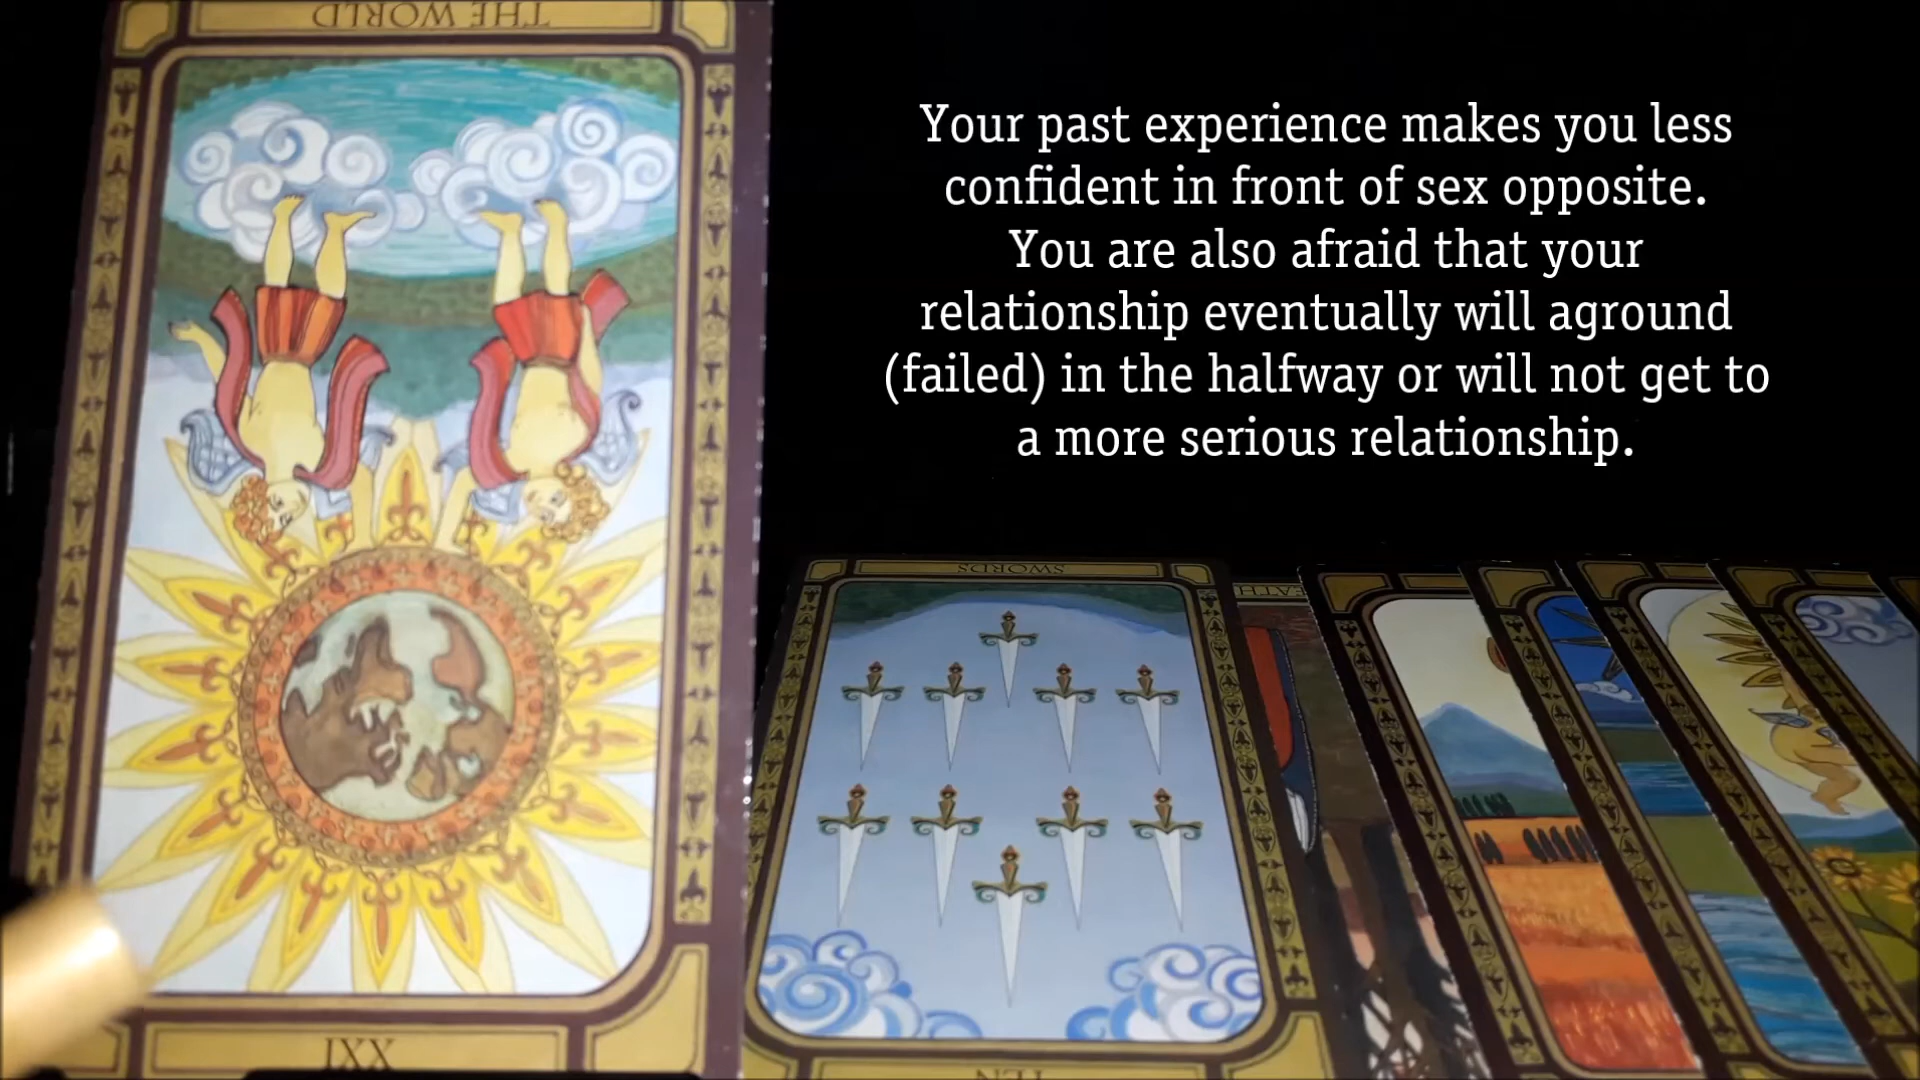 THE WORLD
Your past experience makes you less
confident in front of sex opposite.
You are also afraid that your
relationship eventually will aground
(failed) in the halfway or will not get to
a more serious relationship.
SWORDS
XXI
TEN